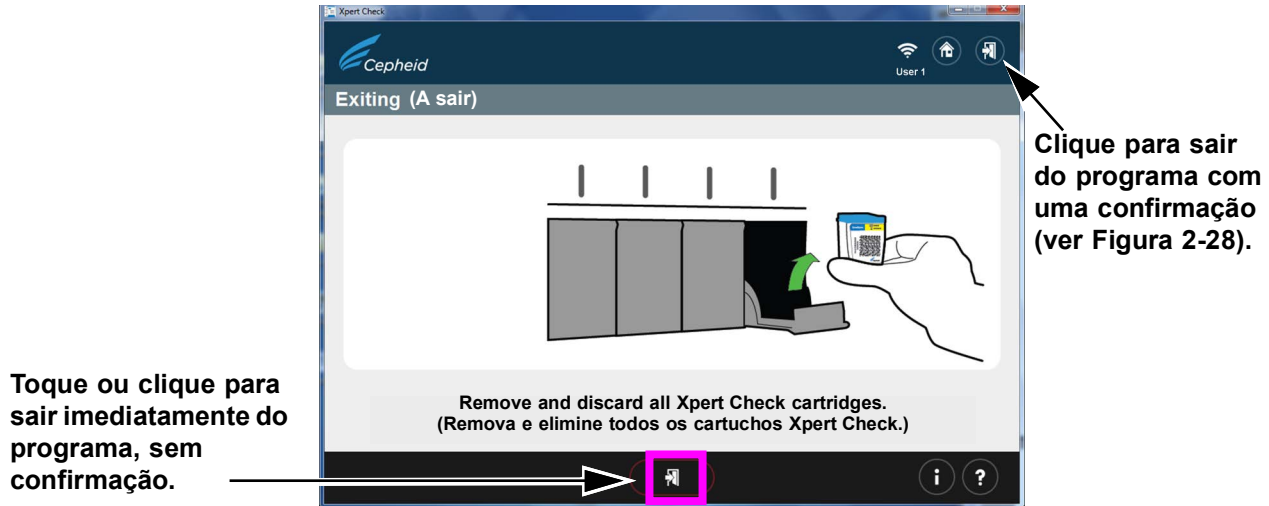 Xpert Check
Cepheid
User 1
Exiting (A sair)
Clique para sair
do programa com
uma confirmação
(ver Figura 2-28).
Toque ou clique para
sair imediatamente do
programa, sem
confirmação.
Remove and discard all Xpert Check cartridges.
(Remova e elimine todos os cartuchos Xpert Check.)
i ?